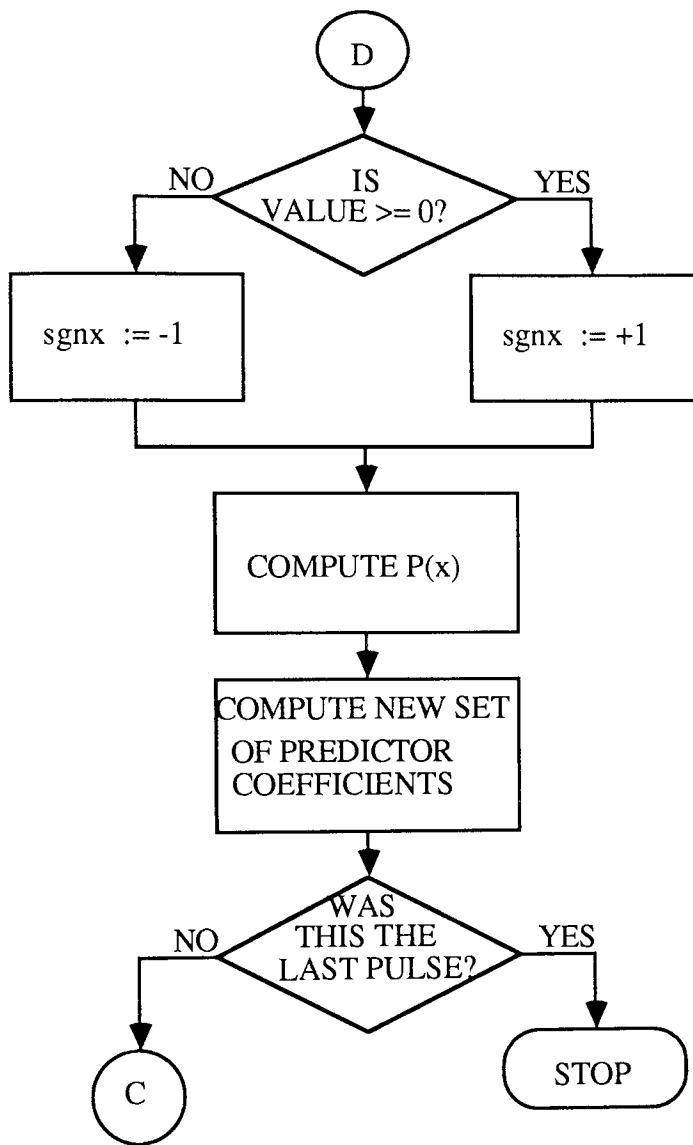 D
IS
NO
YES
VALUE >= 0?
sgnx := -1
sgnx := +1
COMPUTE P(x)
COMPUTE NEW SET
OF PREDICTOR
COEFFICIENTS
WAS
NO
THIS THE
YES
LAST PULSE?
C
STOP